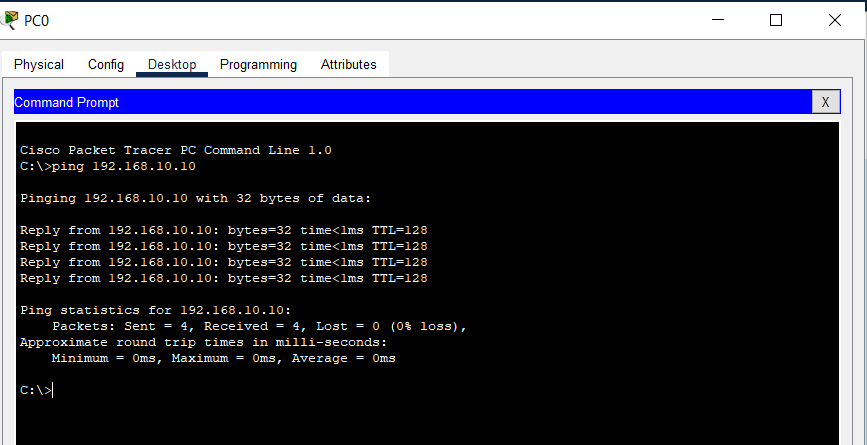 PC0
Physical Config Desktop Programming Attributes
Command Prompt
X
Cisco Packet Tracer PC Command Line 1.0
C:\>ping 192.168.10.10
Pinging 192.168.10.10 with 32 bytes of data:
Reply from 192.168.10.10: bytes=32 time<1ms TTL=128
Reply from 192.168.10.10: bytes=32 time<1ms TTL=128
Reply from 192.168.10.10: bytes=32 time<1ms TTL=128
Reply from 192.168.10.10: bytes=32 time<1ms TTL=128
Ping statistics for 192.168.10.10:
    Packets: Sent = 4, Received = 4, Lost = 0 (0% loss),
Approximate round trip times in milli-seconds:
    Minimum = 0ms, Maximum = 0ms, Average = 0ms
C:\>